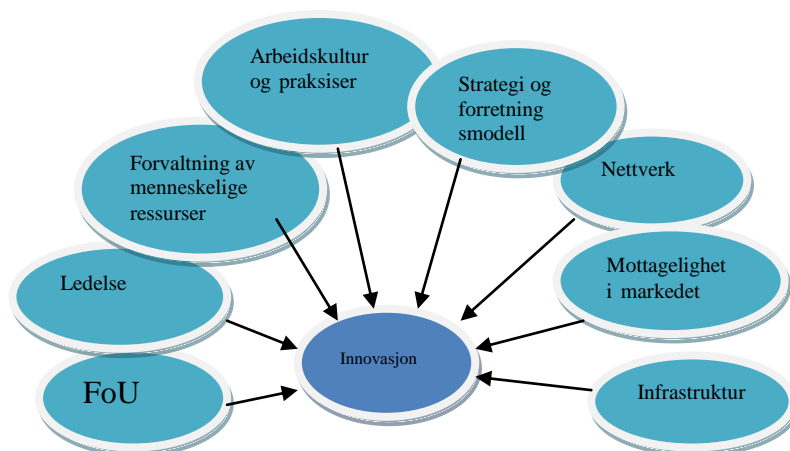 Arbeidskultur
og praksiser
Strategi og
forretning
smodell
Forvaltning av
menneskelige
ressurser
Nettverk
Ledelse
Mottagelighet
i markedet
Innovasjon
FoU
Infrastruktur